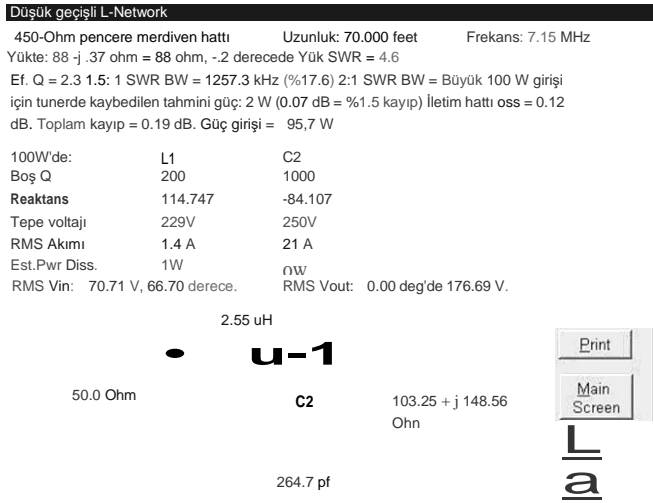 Düşük geçişli L-Network
450-Ohm pencere merdiven hattı Uzunluk: 70.000 feet Frekans: 7.15 MHz
Yükte: 88 -j .37 ohm = 88 ohm, -.2 derecede Yük SWR = 4.6
Ef. Q = 2.3 1.5: 1 SWR BW = 1257.3 kHz (%17.6) 2:1 SWR BW = Büyük 100 W girişi
için tunerde kaybedilen tahmini güç: 2 W (0.07 dB = %1.5 kayıp) İletim hattı oss = 0.12
dB. Toplam kayıp = 0.19 dB. Güç girişi = 95,7 W
100W'de: L1 C2
Boş Q 200 1000
Reaktans 114.747 -84.107
Tepe voltajı 229V 250V
RMS Akımı 1.4 A 21 A
Est.Pwr Diss. 1W 0W
RMS Vin: 70.71 V, 66.70 derece. RMS Vout: 0.00 deg'de 176.69 V.
2.55 uH
• u-1
Print
50.0 Ohm C2 103.25 + j 148.56
Ohn
Main
Screen
L
a
264.7 pf